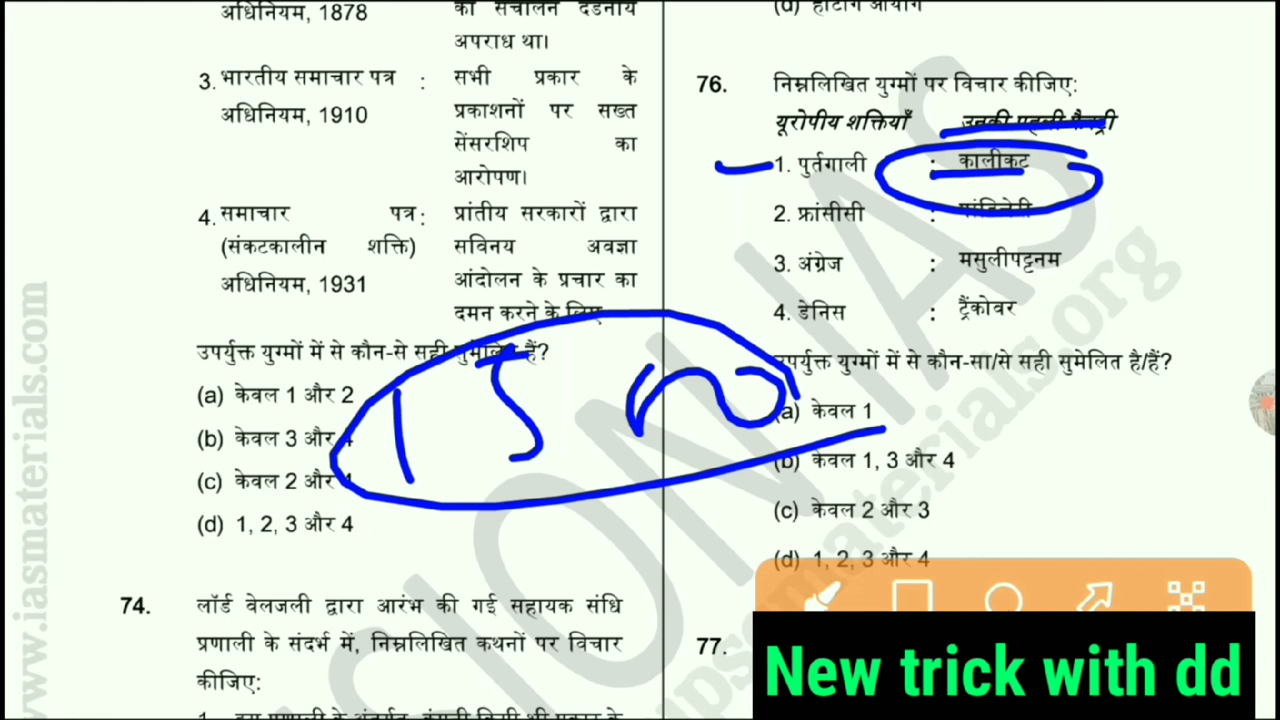 अधिनियम, 1878
का संचालन दंडनीय
अपराध था।
3. भारतीय समाचार पत्र : सभी प्रकार के
अधिनियम, 1910 प्रकाशनों पर सख्त
सेंसरशिप का
आरोपण।
4. समाचार पत्र: प्रांतीय सरकारों द्वारा
(संकटकालीन शक्ति) सविनय अवज्ञा
अधिनियम, 1931 आंदोलन के प्रचार का
दमन करने के लिए
उपर्युक्त युग्मों में से कौन-से सही सुमेलित हैं?
(a) केवल 1 और 2
(b) केवल 3 और 4
(c) केवल 2 और
(d) 1, 2, 3 और 4
74. लॉर्ड वेलजली द्वारा आरंभ की गई सहायक संधि
प्रणाली के संदर्भ में, निम्नलिखित कथनों पर विचार
कीजिए:
76. निम्नलिखित युग्मों पर विचार कीजिए:
यूरोपीय शक्तियाँ उनकी पहली फैक्ट्री
1. पुर्तगाली : कालीकट
2. फ्रांसीसी :
3. अंग्रेज : मसुलीपट्टनम
4. डेनिस : ट्रैंकोवर
उपर्युक्त युग्मों में से कौन-सा/से सही सुमेलित है/हैं?
(a) केवल 1
(b) केवल 1, 3 और 4
(c) केवल 2 और 3
(d) 1, 2, 3 और 4
77.
New trick with dd
www.iasmaterials.com